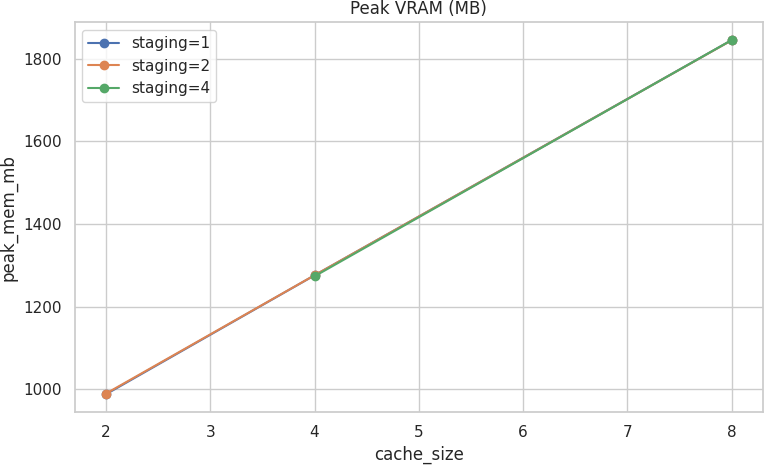 Peak VRAM (MB)
staging=1
staging=2
staging=4
peak_mem_mb
1800
1600
1400
1200
1000
2 3 4 5 6 7 8
cache_size